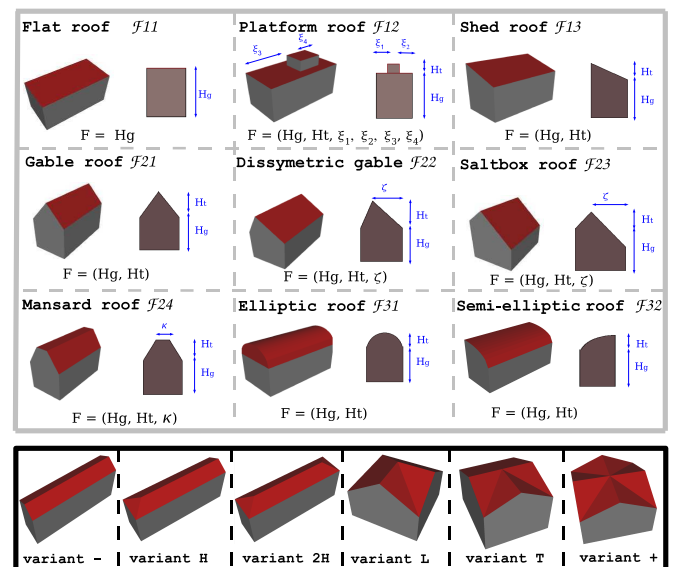 Flat roof F11
Hg
F = Hg
Platform roof F12
ξ3
ξ4
ξ1
ξ2
Ht
Hg
F = (Hg, Ht, ξ1, ξ2, ξ3, ξ4)
Shed roof F13
Ht
Hg
F = (Hg, Ht)
Gable roof F21
Ht
Hg
F = (Hg, Ht)
Dissymetric gable F22
ζ
Ht
Hg
F = (Hg, Ht, ζ)
Saltbox roof F23
ζ
Ht
Hg
F = (Hg, Ht, ζ)
Mansard roof F24
κ
Ht
Hg
F = (Hg, Ht, κ)
Elliptic roof F31
Ht
Hg
F = (Hg, Ht)
Semi-elliptic roof F32
Ht
Hg
F = (Hg, Ht)
variant -
variant H
variant 2H
variant L
variant T
variant +